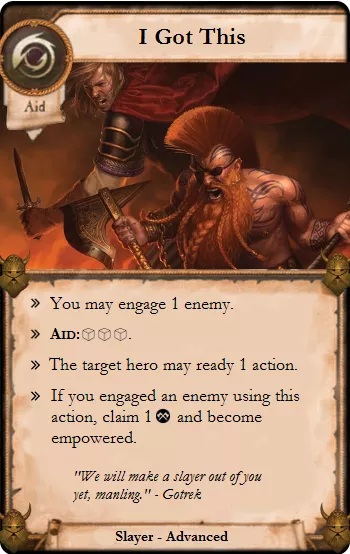 I Got This
Aid
» You may engage 1 enemy.
» AID: .
» The target hero may ready 1 action.
» If you engaged an enemy using this
action, claim 1 and become
empowered.
"We will make a slayer out of you
yet, manling." - Gotrek
Slayer - Advanced